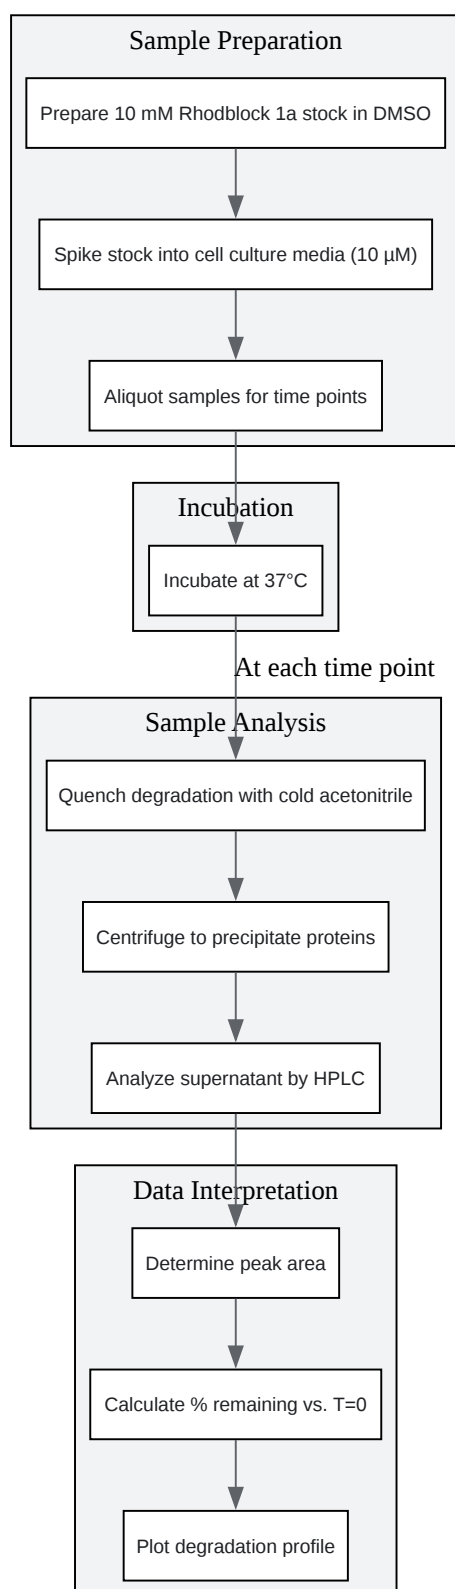 Sample Preparation
Prepare 10 mM Rhodblock 1a stock in DMSO
Spike stock into cell culture media (10 µM)
Aliquot samples for time points
Incubation
Incubate at 37°C
At each time point
Sample Analysis
Quench degradation with cold acetonitrile
Centrifuge to precipitate proteins
Analyze supernatant by HPLC
Data Interpretation
Determine peak area
Calculate % remaining vs. T=0
Plot degradation profile